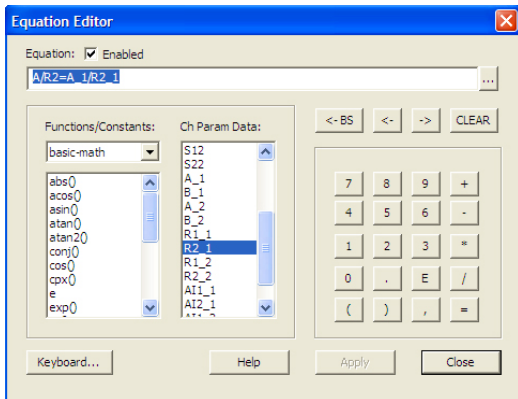 Equation Editor
Equation: Enabled
A/R2=A_1/R2_1
...
Functions/Constants:
basic-math
abs()
acos()
asin()
atan()
atan2()
conj()
cos()
cpx()
e
exp()
Ch Param Data:
S12
S22
A_1
B_1
A_2
B_2
R1_1
R2_1
R1_2
R2_2
AI1_1
AI2_1
AI1_2
<-BS <- -> CLEAR
7 8 9 +
4 5 6 -
1 2 3 *
0 . E /
( ) , =
Keyboard... Help Apply Close